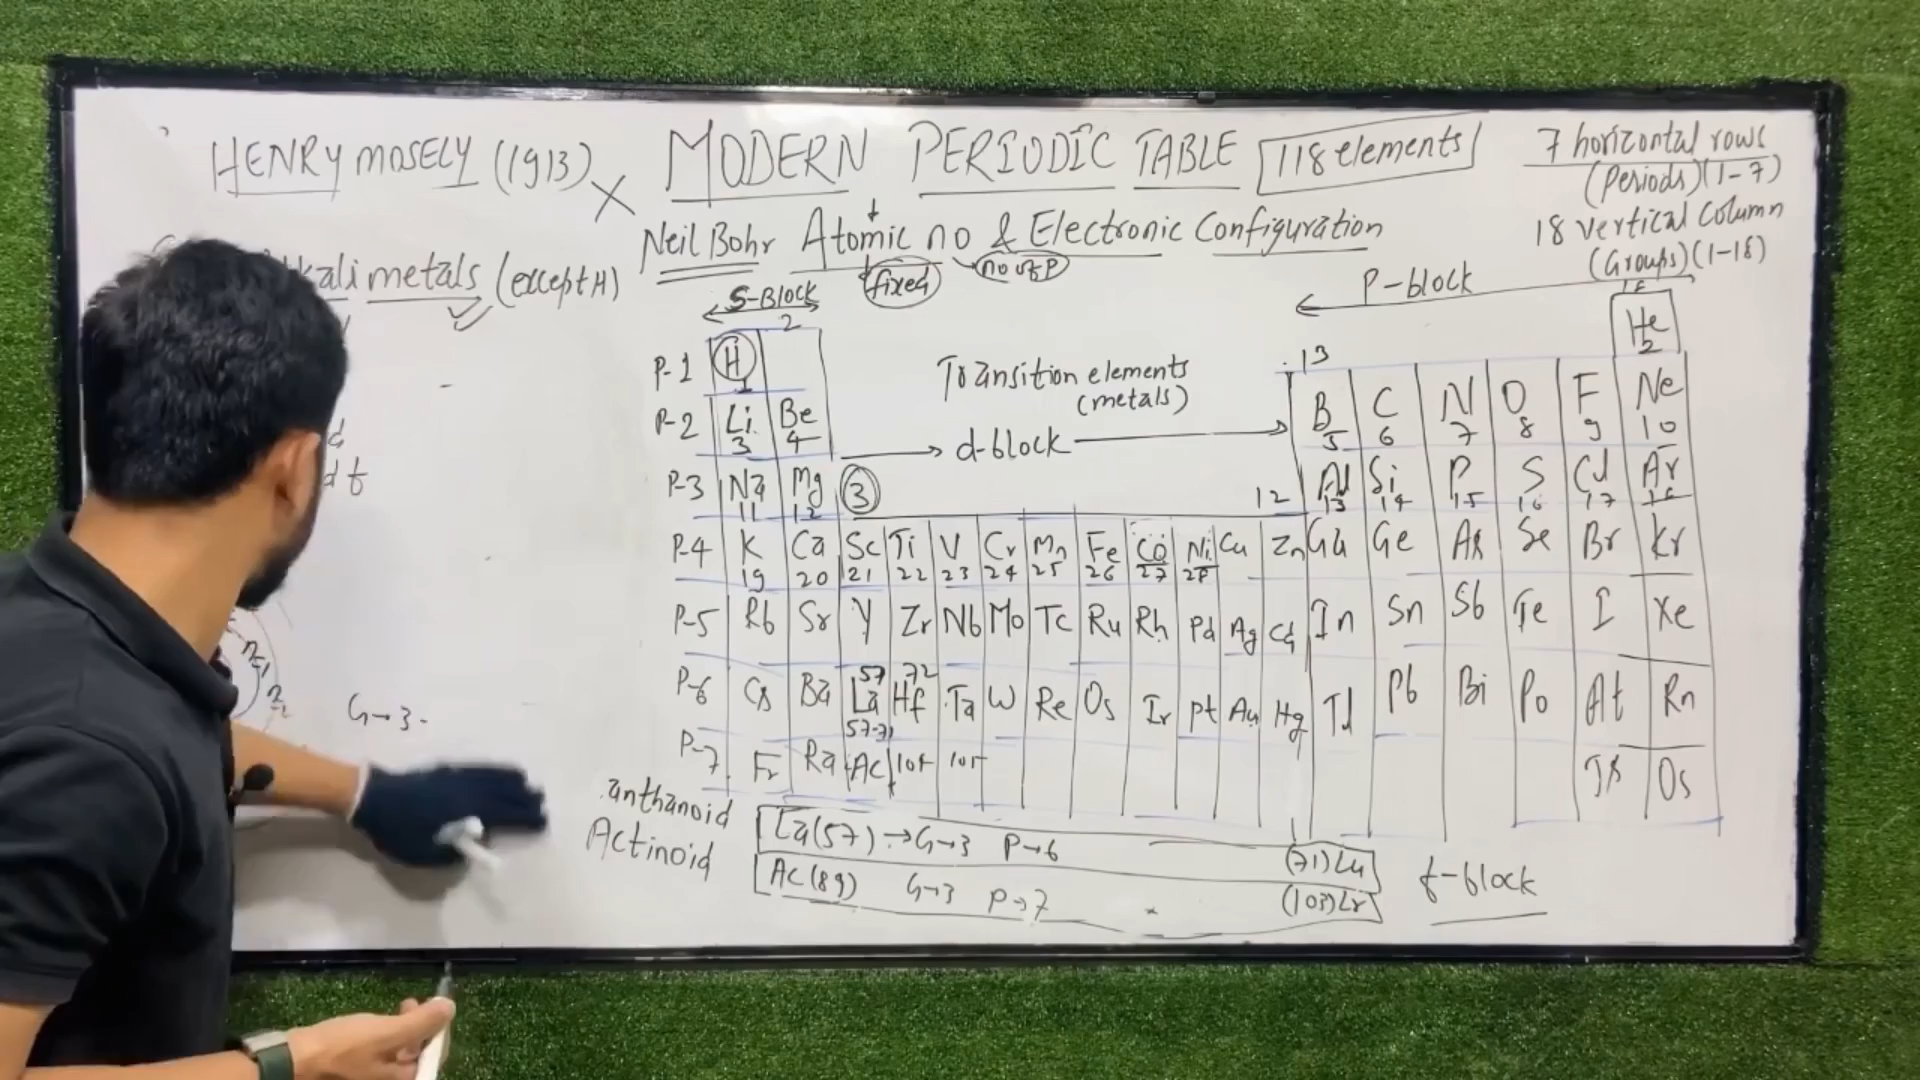 HENRY MOSELY (1913) X MODERN PERIODIC TABLE 118 elements
7 horizontal rows
(Periods)(1-7)
18 vertical Column
(Groups)(1-18)
Neil Bohr Atomic no & Electronic Configuration
fixed no of P
kali metals (except H)
S-Block
P-block
2
18
He
2
P-1 H
1
Transition elements
(metals)
13
P-2 Li Be B C N O F Ne
3 4 5 6 7 8 9 10
d-block
P-3 Na Mg 3 12 Al Si P S Cl Ar
11 12 13 14 15 16 17 18
P-4 K Ca Sc Ti V Cr Mn Fe Co Ni Cu Zn Ga Ge As Se Br Kr
19 20 21 22 23 24 25 26 27 28
P-5 Rb Sr Y Zr Nb Mo Tc Ru Rh Pd Ag Cd In Sn Sb Te I Xe
57 72
P-6 Cs Ba La Hf Ta W Re Os Ir Pt Au Hg Tl Pb Bi Po At Rn
57-71
P-7 Fr Ra Ac 104 105 Ts Os
G→3-
n=1
n=2
anthanoid La(57) →G→3 P→6 (71)Lu
Actinoid Ac(89) G→3 P→7 (103)Lr
f-block